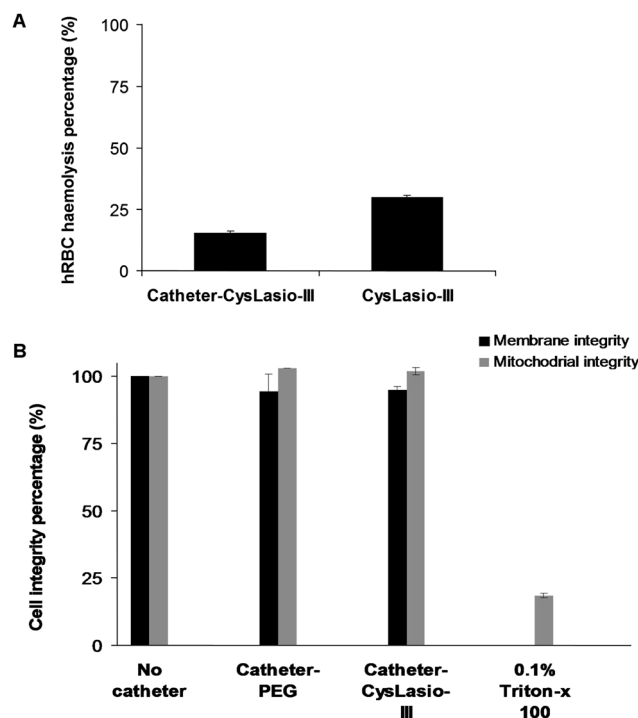 A
hRBC haemolysis percentage (%)
100
75
50
25
0
Catheter-CysLasio-III
CysLasio-III
B
Membrane integrity
Mitochodrial integrity
Cell integrity percentage (%)
100
75
50
25
0
No
catheter
Catheter-
PEG
Catheter-
CysLasio-
III
0.1%
Triton-x
100